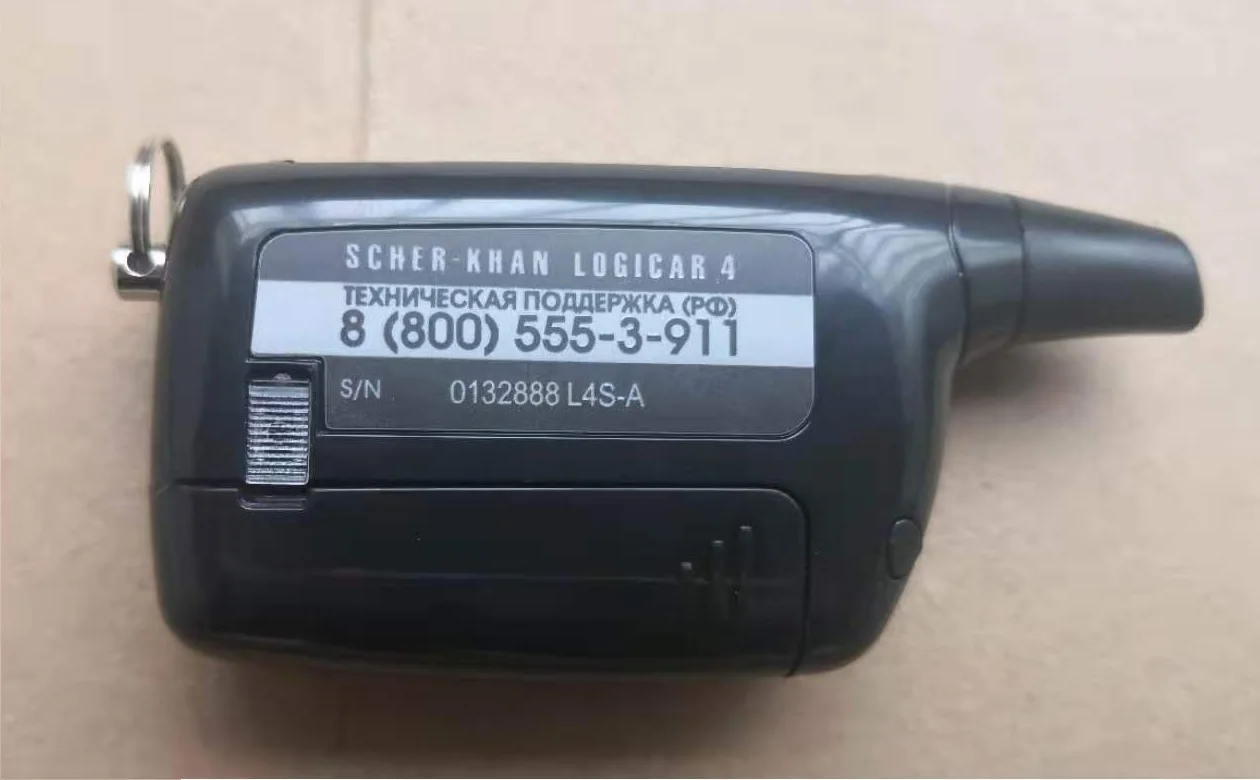 SCHER-KHAN LOGICAR 4
ТЕХНИЧЕСКАЯ ПОДДЕРЖКА (РФ)
8 (800) 555-3-911
S/N 0132888 L4S-A